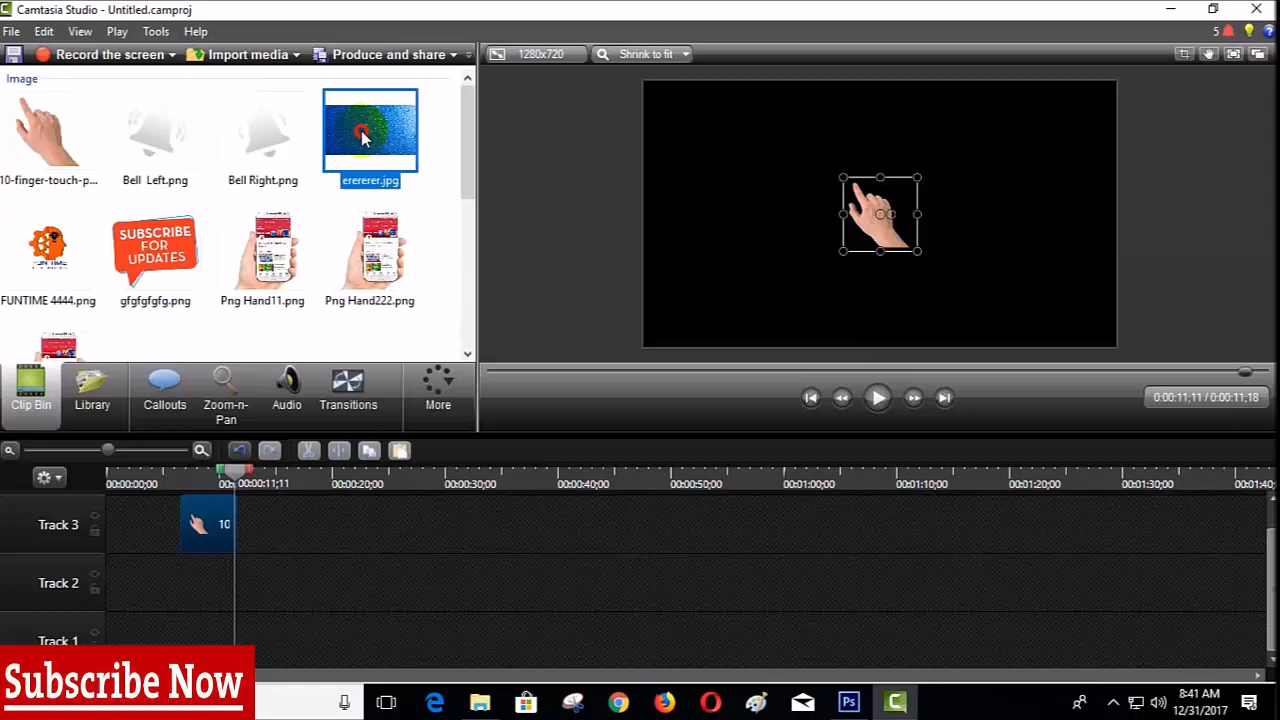 Camtasia Studio - Untitled.camproj
File Edit View Play Tools Help
5
Record the screen Import media Produce and share
1280x720 Shrink to fit
Image
10-finger-touch-p... Bell Left.png Bell Right.png erererer.jpg
SUBSCRIBE
FOR
UPDATES
FUNTIME 4444.png gfgfgfgfg.png Png Hand11.png Png Hand222.png
Clip Bin Library Callouts Zoom-n-Pan Audio Transitions More
0:00:11;11 / 0:00:11;18
00:00:00;00 00:00:11;11 00:00:20;00 00:00:30;00 00:00:40;00 00:00:50;00 00:01:00;00 00:01:10;00 00:01:20;00 00:01:30;00 00:01:40;
Track 3 10
Track 2
Track 1
Subscribe Now
8:41 AM
12/31/2017